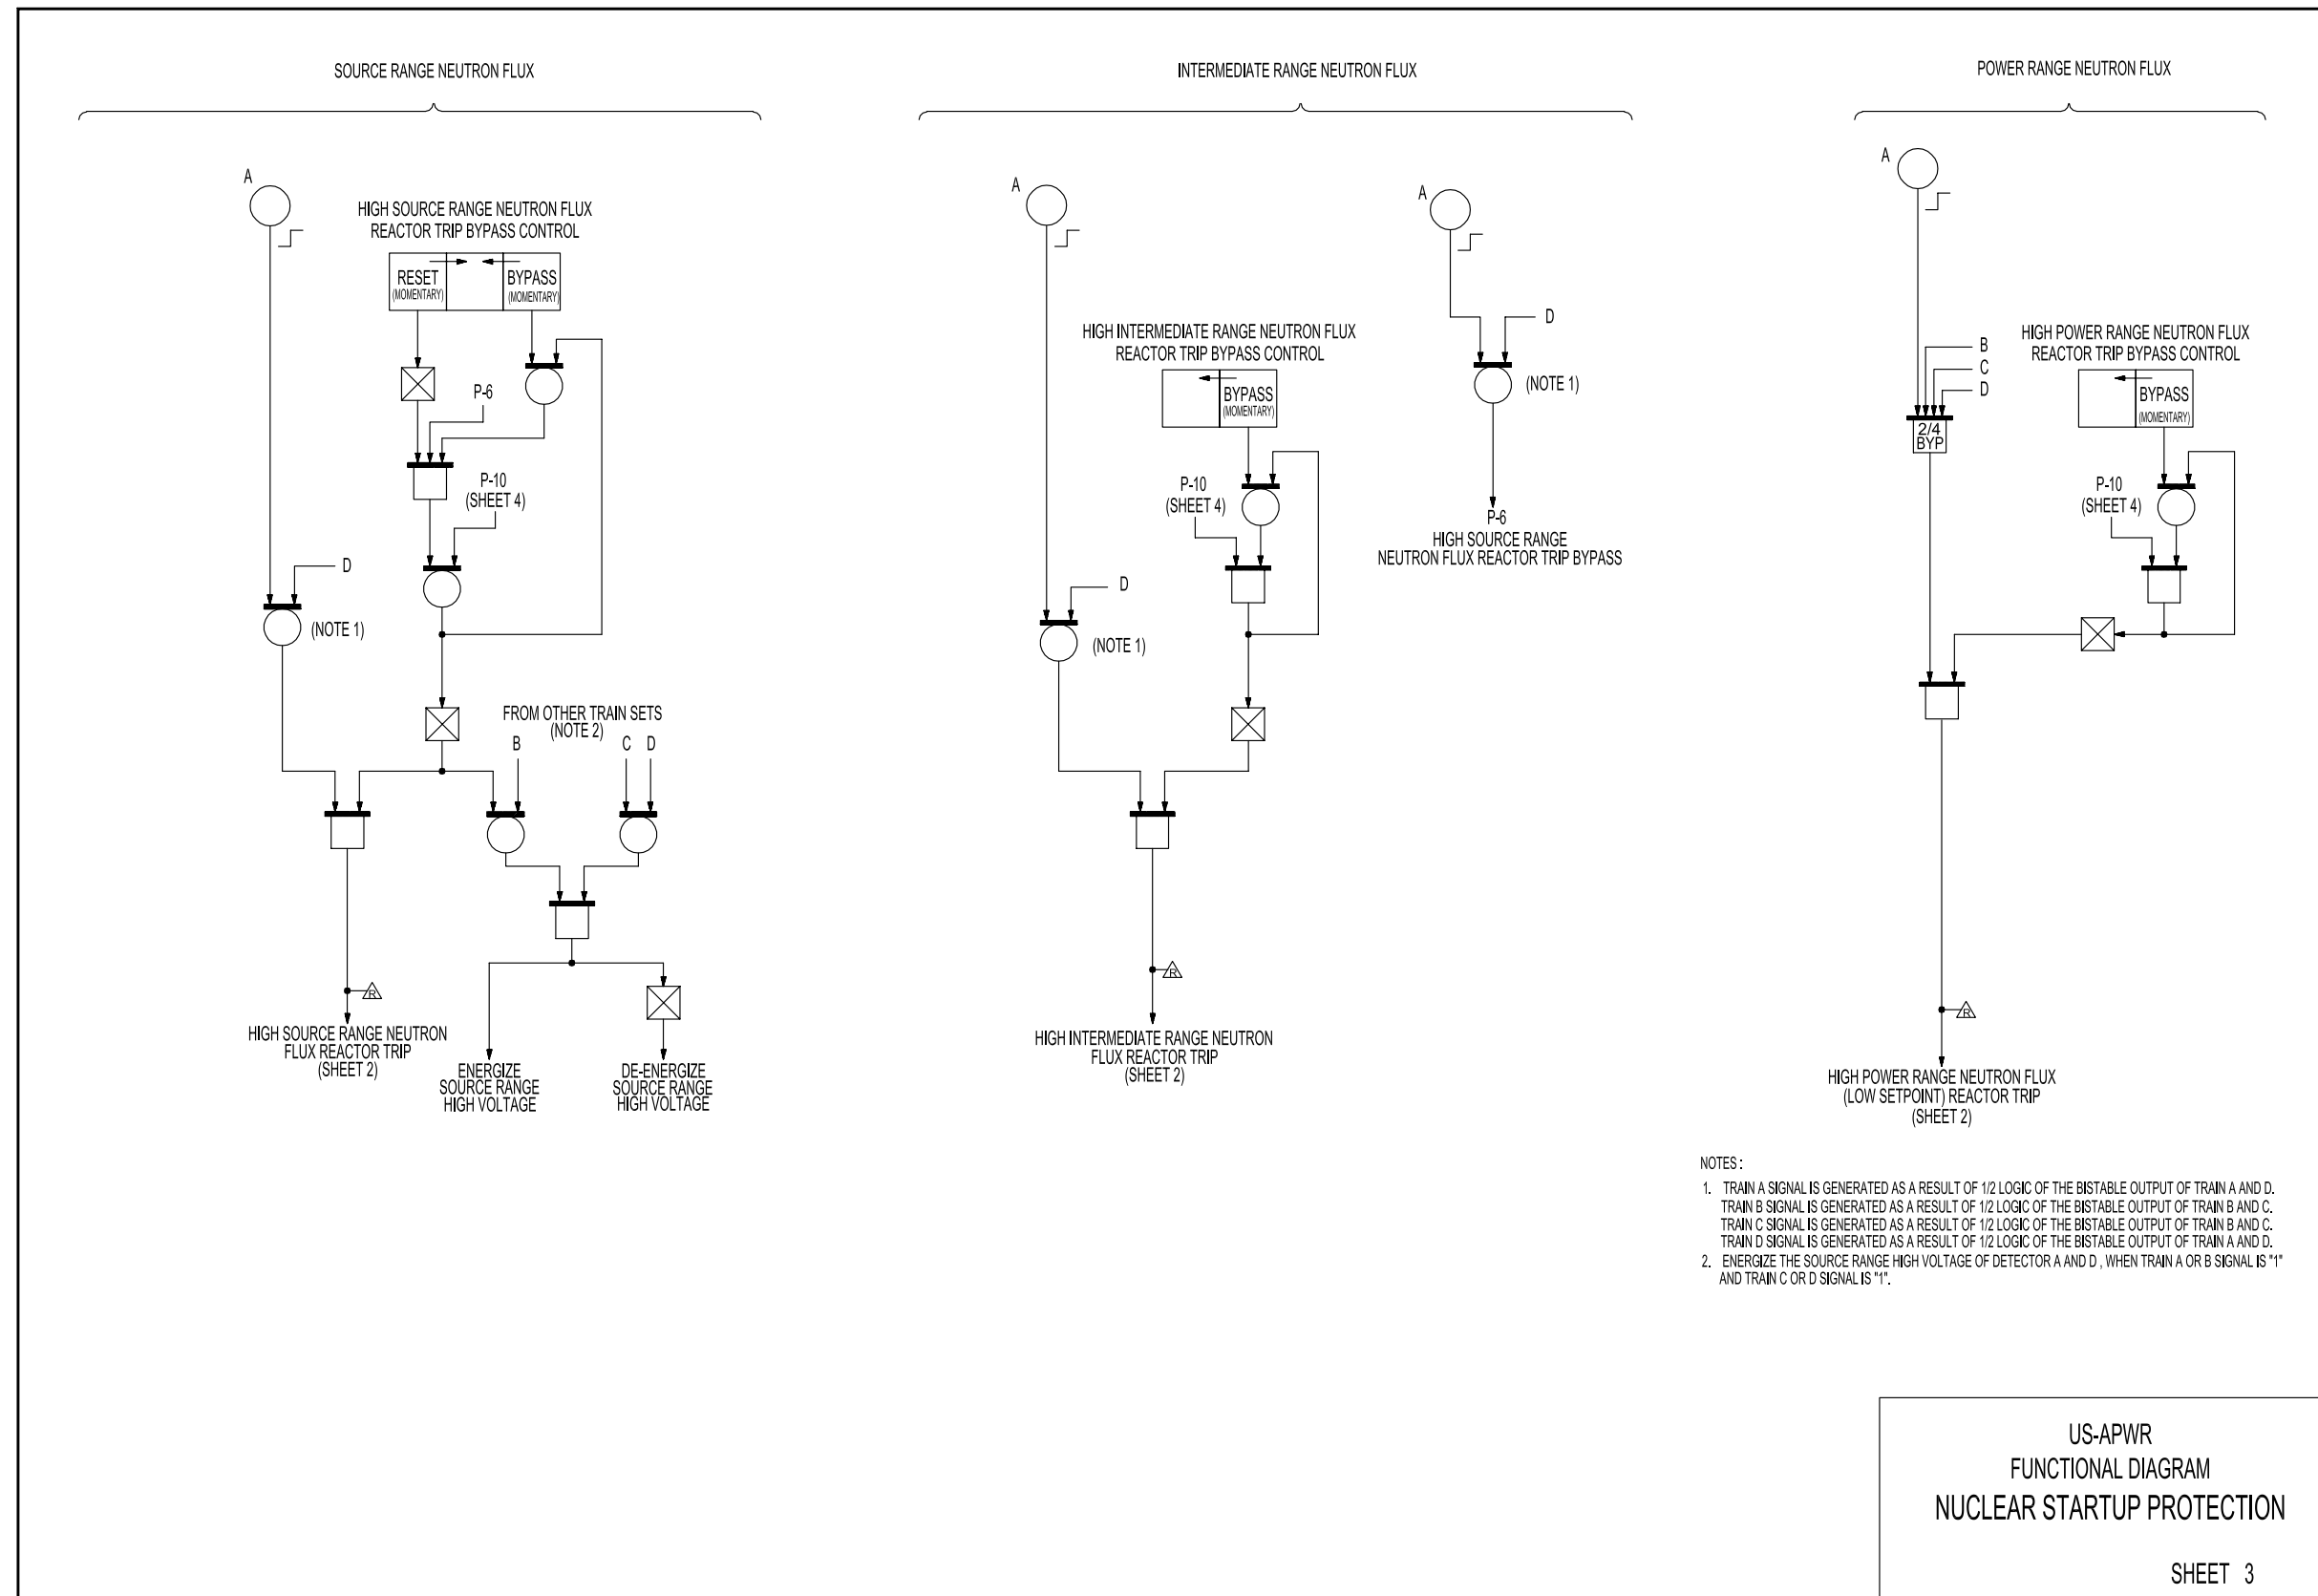 SOURCE RANGE NEUTRON FLUX
A
HIGH SOURCE RANGE NEUTRON FLUX
REACTOR TRIP BYPASS CONTROL
RESET
(MOMENTARY)
BYPASS
(MOMENTARY)
P-6
P-10
(SHEET 4)
D
(NOTE 1)
FROM OTHER TRAIN SETS
(NOTE 2)
B
C
D
R
HIGH SOURCE RANGE NEUTRON
FLUX REACTOR TRIP
(SHEET 2)
ENERGIZE
SOURCE RANGE
HIGH VOLTAGE
DE-ENERGIZE
SOURCE RANGE
HIGH VOLTAGE
INTERMEDIATE RANGE NEUTRON FLUX
A
HIGH INTERMEDIATE RANGE NEUTRON FLUX
REACTOR TRIP BYPASS CONTROL
BYPASS
(MOMENTARY)
P-10
(SHEET 4)
D
(NOTE 1)
R
HIGH INTERMEDIATE RANGE NEUTRON
FLUX REACTOR TRIP
(SHEET 2)
A
D
(NOTE 1)
P-6
HIGH SOURCE RANGE
NEUTRON FLUX REACTOR TRIP BYPASS
POWER RANGE NEUTRON FLUX
A
B
C
D
2/4
BYP
HIGH POWER RANGE NEUTRON FLUX
REACTOR TRIP BYPASS CONTROL
BYPASS
(MOMENTARY)
P-10
(SHEET 4)
R
HIGH POWER RANGE NEUTRON FLUX
(LOW SETPOINT) REACTOR TRIP
(SHEET 2)
NOTES :
1. TRAIN A SIGNAL IS GENERATED AS A RESULT OF 1/2 LOGIC OF THE BISTABLE OUTPUT OF TRAIN A AND D.
TRAIN B SIGNAL IS GENERATED AS A RESULT OF 1/2 LOGIC OF THE BISTABLE OUTPUT OF TRAIN B AND C.
TRAIN C SIGNAL IS GENERATED AS A RESULT OF 1/2 LOGIC OF THE BISTABLE OUTPUT OF TRAIN B AND C.
TRAIN D SIGNAL IS GENERATED AS A RESULT OF 1/2 LOGIC OF THE BISTABLE OUTPUT OF TRAIN A AND D.
2. ENERGIZE THE SOURCE RANGE HIGH VOLTAGE OF DETECTOR A AND D , WHEN TRAIN A OR B SIGNAL IS "1"
AND TRAIN C OR D SIGNAL IS "1".
US-APWR
FUNCTIONAL DIAGRAM
NUCLEAR STARTUP PROTECTION
SHEET 3